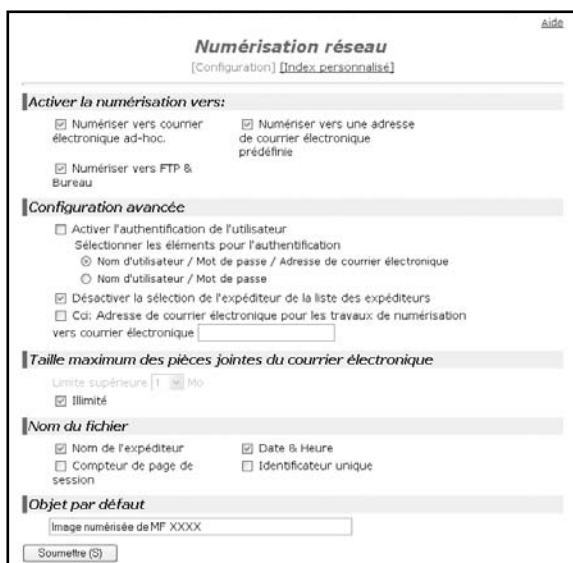 Aide
Numérisation réseau
[Configuration] [Index personnalisé]
Activer la numérisation vers:
Numériser vers courrier électronique ad-hoc.
Numériser vers une adresse de courrier électronique prédéfinie
Numériser vers FTP & Bureau
Configuration avancée
Activer l'authentification de l'utilisateur
Sélectionner les éléments pour l'authentification
Nom d'utilisateur / Mot de passe / Adresse de courrier électronique
Nom d'utilisateur / Mot de passe
Désactiver la sélection de l'expéditeur de la liste des expéditeurs
Cci: Adresse de courrier électronique pour les travaux de numérisation
vers courrier électronique
Taille maximum des pièces jointes du courrier électronique
Limite supérieure 1 Mo
Illimité
Nom du fichier
Nom de l'expéditeur
Date & Heure
Compteur de page de session
Identificateur unique
Objet par défaut
Image numérisée de MF XXXX
Soumettre (S)